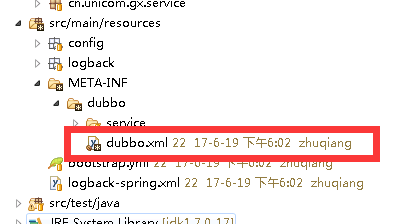 cn.unicom.gx.service
src/main/resources
config
logback
META-INF
dubbo
service
dubbo.xml 22 17-6-19 下午6:02 zhuqiang
bootstrap.yml 22 17-6-19 下午6:02 zhuqiang
logback-spring.xml 22 17-6-19 下午6:02 zhuqiang
src/test/java
JRE System Library [jdk1.7.0_17]